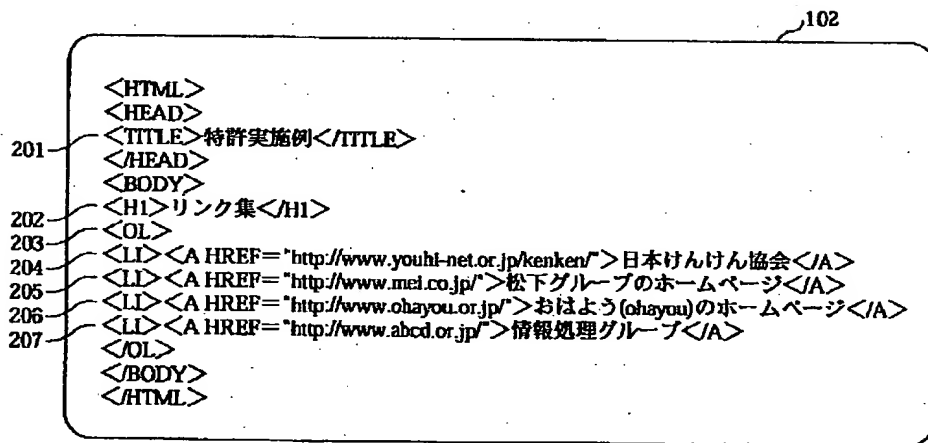 102
<HTML>
<HEAD>
201 <TITLE>特許実施例</TITLE>
</HEAD>
<BODY>
202 <H1>リンク集</H1>
203 <OL>
204 <LI><A HREF="http://www.youhi-net.or.jp/kenken/">日本けんけん協会</A>
205 <LI><A HREF="http://www.mei.co.jp/">松下グループのホームページ</A>
206 <LI><A HREF="http://www.ohayou.or.jp/">おはよう(ohayou)のホームページ</A>
207 <LI><A HREF="http://www.abcd.or.jp/">情報処理グループ</A>
</OL>
</BODY>
</HTML>